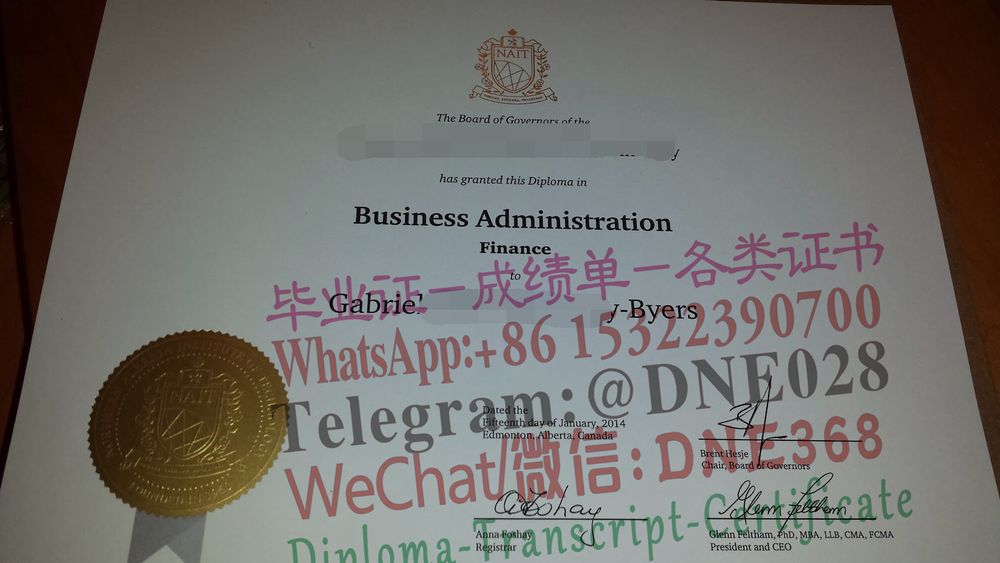 NAIT
The Board of Governors of the
has granted this Diploma in
Business Administration
Finance
to
毕业证一成绩单一各类证书
Gabriel y-Byers
WhatsApp:+86 15322390700
Telegram:@DNE028
Dated the
Fifteenth day of January, 2014
Edmonton, Alberta, Canada
NAIT
Brent Hesje
Chair, Board of Governors
WeChat/微信:DNE368
Anna Foshay
Registrar
Glenn Feltham, PhD, MBA, LLB, CMA, FCMA
President and CEO
Diploma-Transcript-Certificate